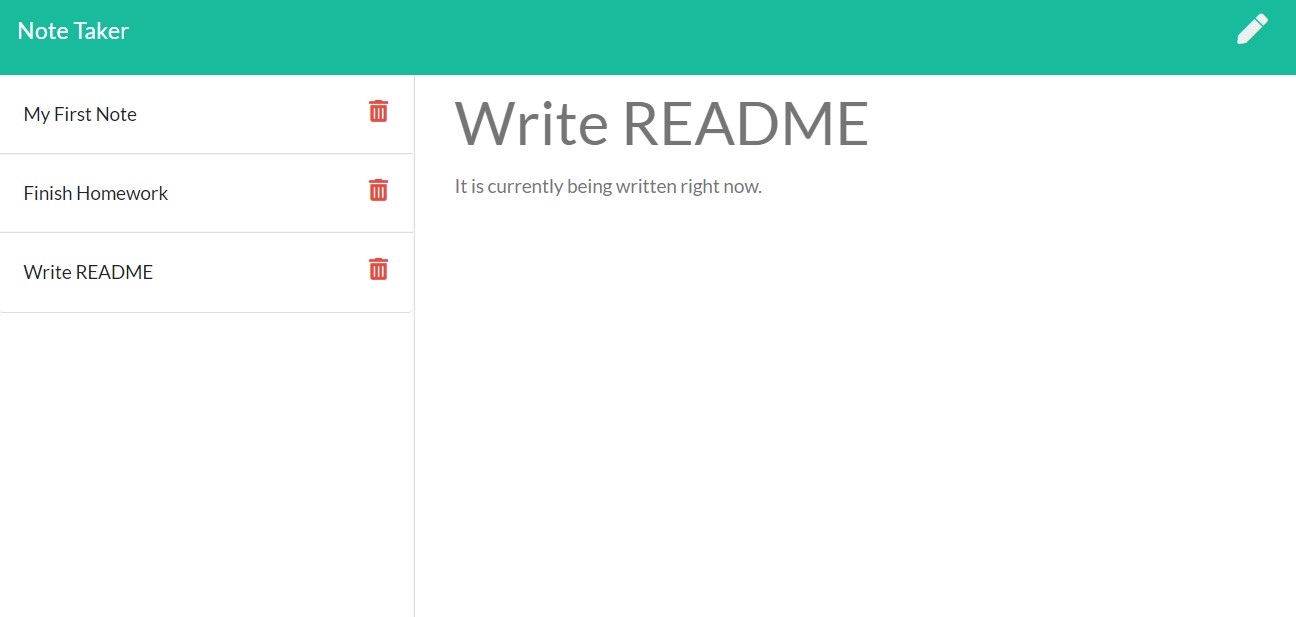 Note Taker
My First Note
Finish Homework
Write README
Write README
It is currently being written right now.